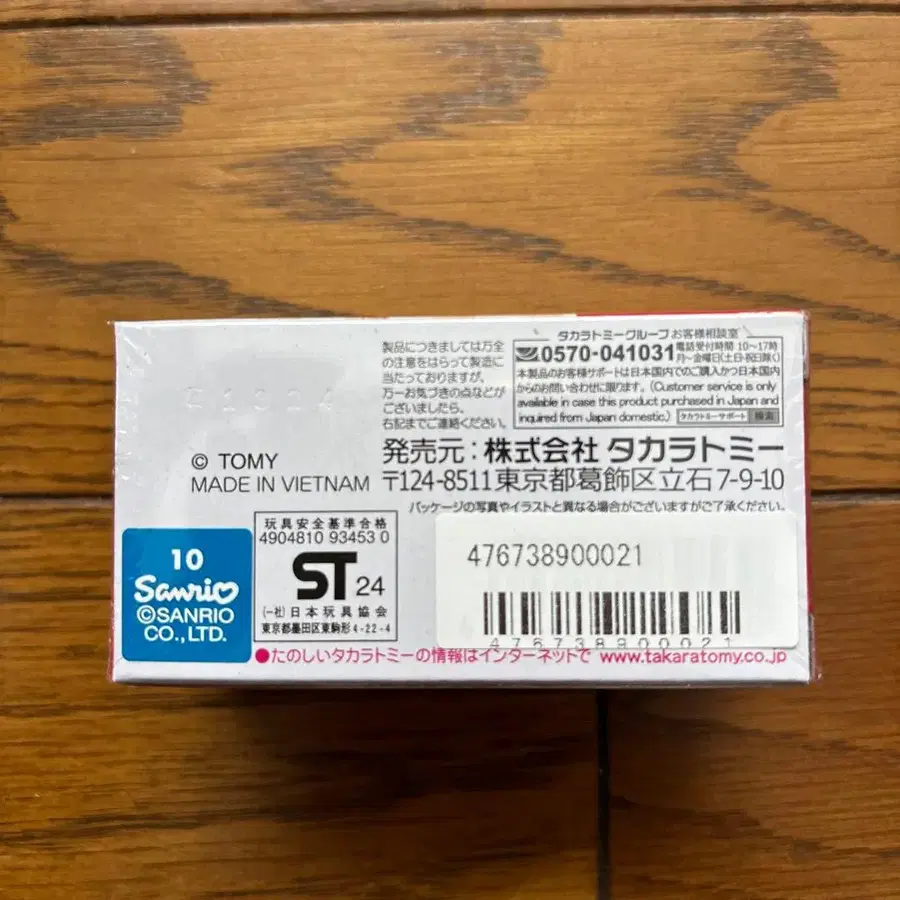 タカラトミーグループ お客様相談室
0570-041031
電話受付時間 10~17時
月~金曜日(土・日・祝日除く)
本製品のお客様サポートは日本国内でのご購入かつ日本国内
からのお問い合わせに限ります。(Customer service is only
available in case this product purchased in Japan and
inquired from Japan domestic.)
タカラトミーサポート 検索
製品につきましては万全
の注意をはらって製造に
当たっておりますが、
万一お気づきの点などが
ございましたら、
右記までご連絡ください。
発売元:株式会社 タカラトミー
〒124-8511東京都葛飾区立石7-9-10
パッケージの写真やイラストと異なる場合がございますがご了承ください。
© TOMY
MADE IN VIETNAM
10
Sanrio
©SANRIO
CO.,LTD.
玩具安全基準合格
4904810 93453 0
ST 24
(一社)日本玩具協会
東京都墨田区東駒形4-22-4
476738900021
476738900021
●たのしいタカラトミーの情報はインターネットで www.takaratomy.co.jp